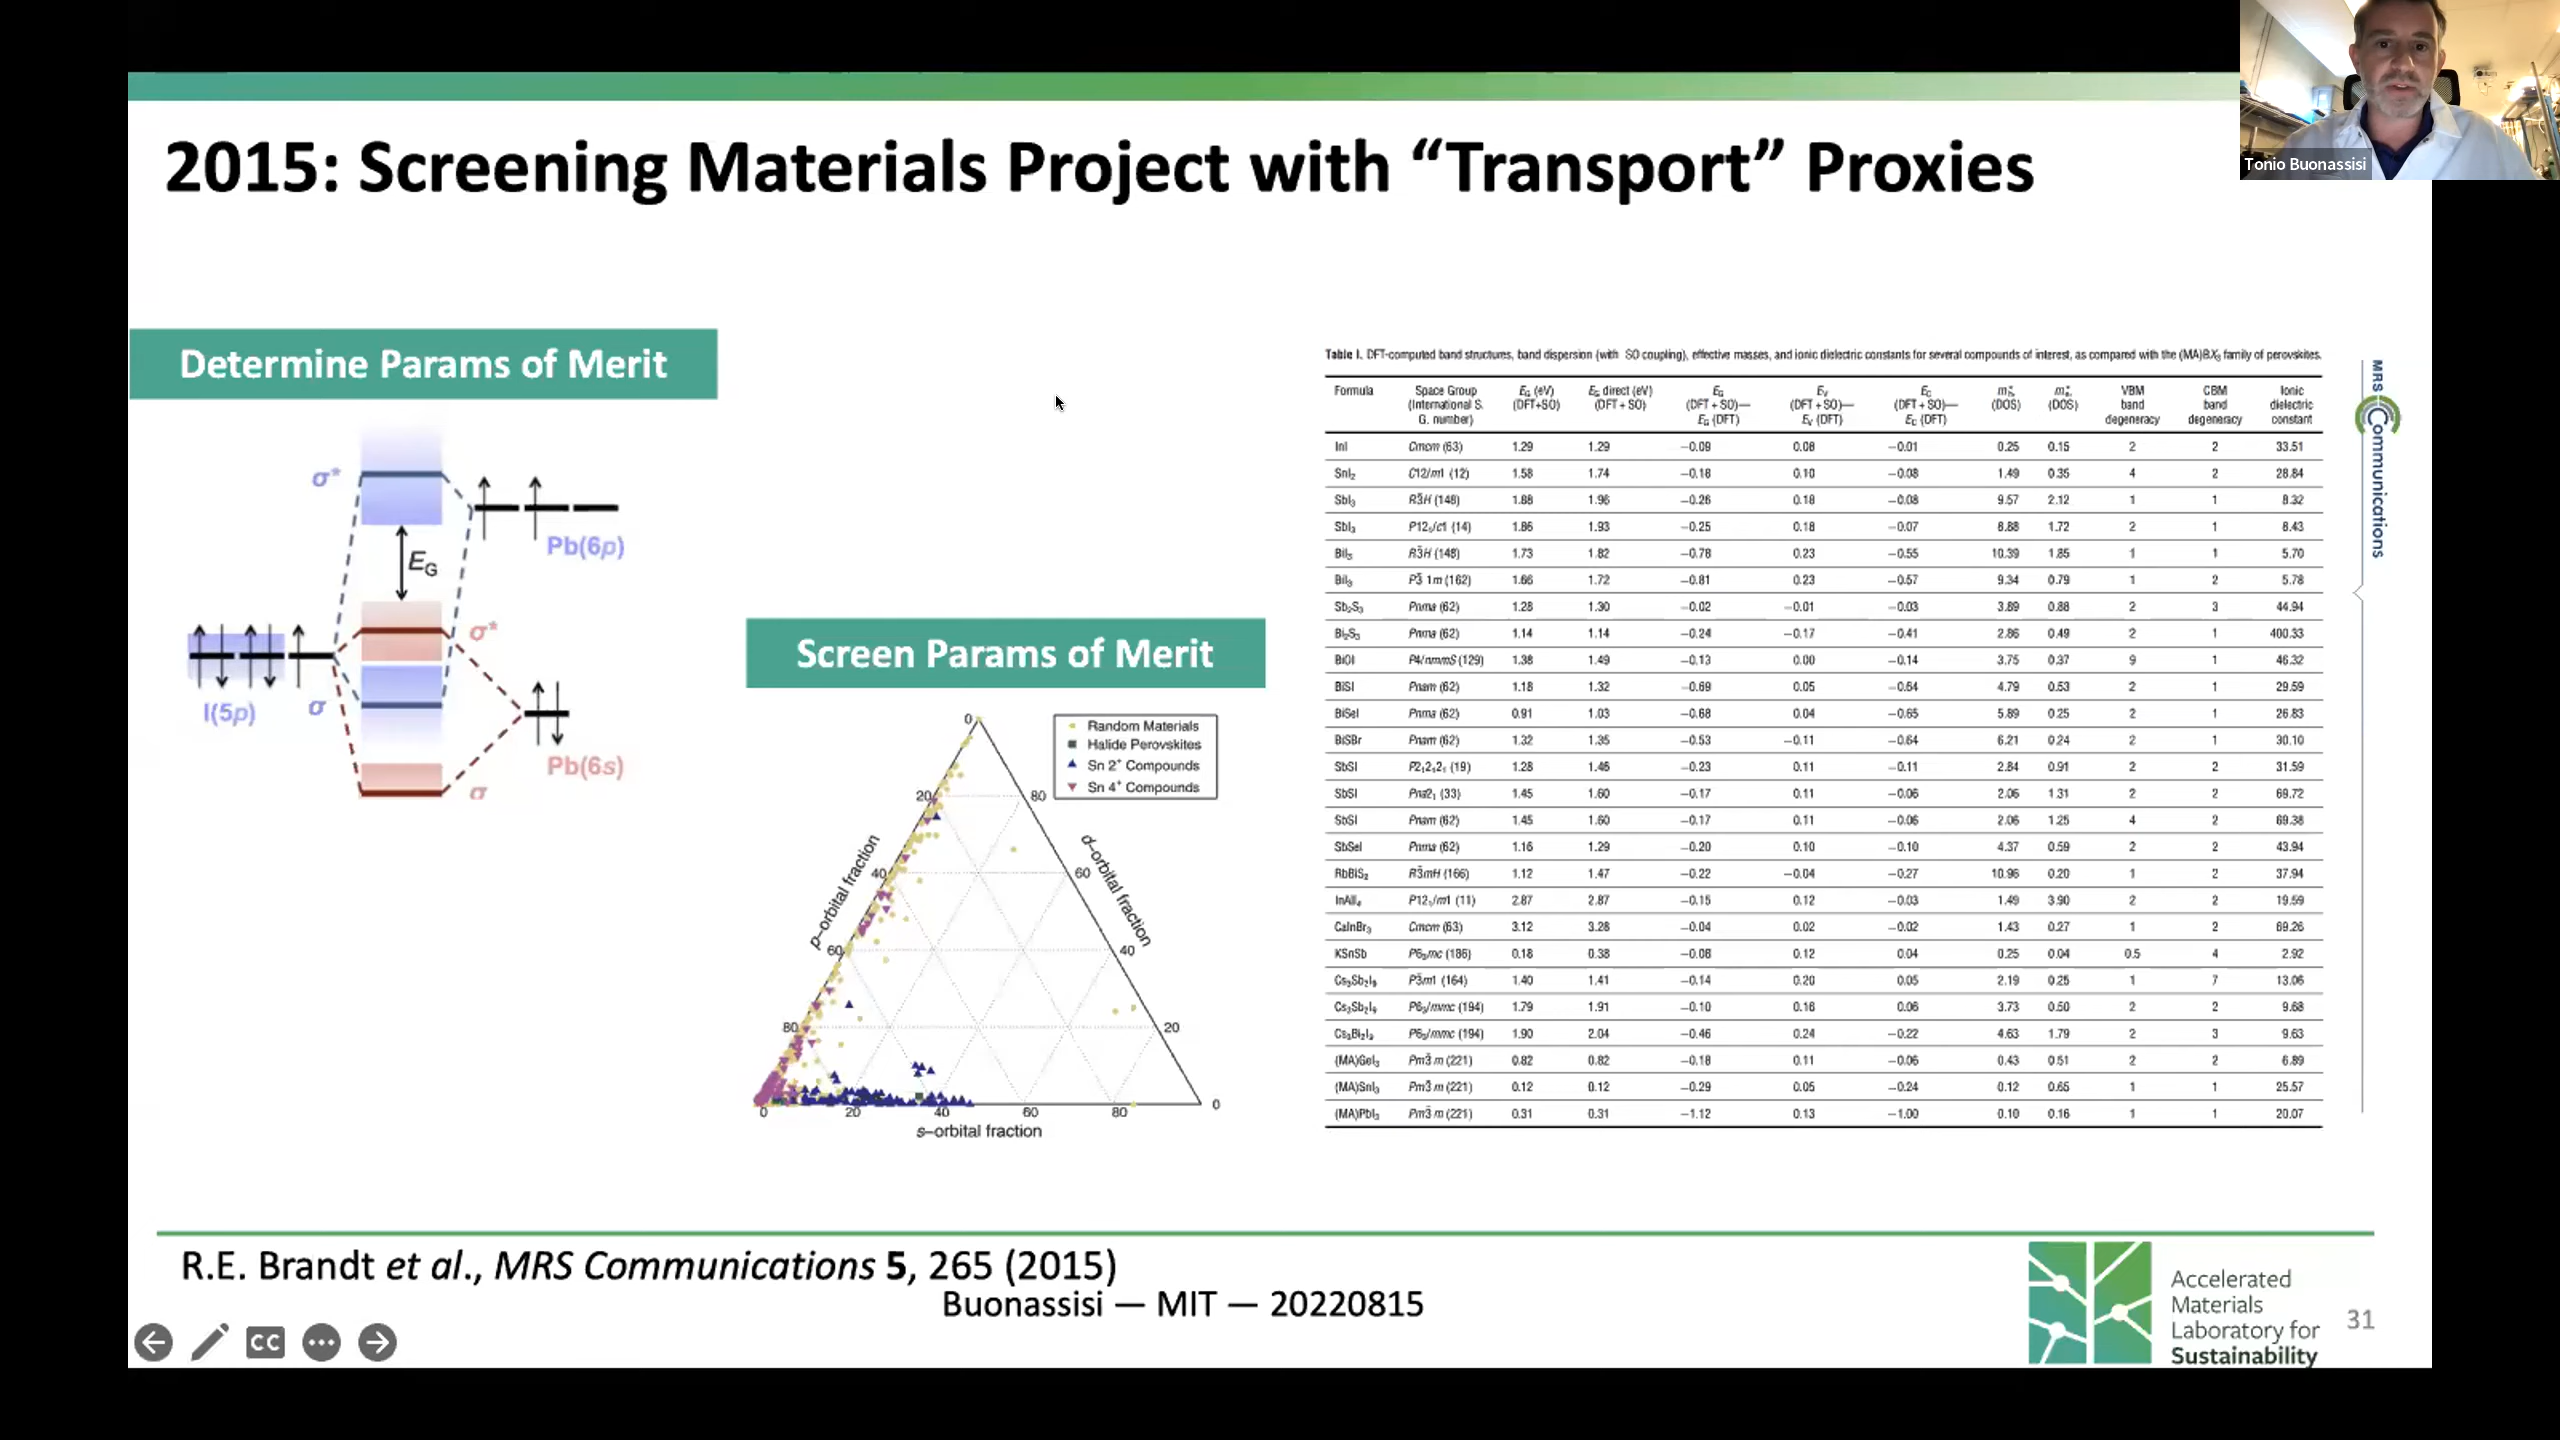 Tonio Buonassisi
2015: Screening Materials Project with “Transport” Proxies
Determine Params of Merit
σ*
Pb(6p)
E_G
σ*
I(5p)
σ
Pb(6s)
σ
Screen Params of Merit
Random Materials
Halide Perovskites
Sn 2⁺ Compounds
Sn 4⁺ Compounds
0
20
80
40
60
60
40
80
20
0
p–orbital fraction
d–orbital fraction
0 20 40 60 80
s–orbital fraction
Table I. DFT-computed band structures, band dispersion (with SO coupling), effective masses, and ionic dielectric constants for several compounds of interest, as compared with the (MA)BX₃ family of perovskites.
Formula Space Group (International S. G. number) E_G (eV) (DFT+SO) E_G direct (eV) (DFT + SO) E_G (DFT + SO)— E_G (DFT) E_V (DFT + SO)— E_V (DFT) E_C (DFT + SO)— E_C (DFT) m*_h (DOS) m*_e (DOS) VBM band degeneracy CBM band degeneracy Ionic dielectric constant
InI Cmcm (63) 1.29 1.29 −0.09 0.08 −0.01 0.25 0.15 2 2 33.51
SnI₂ C12/m1 (12) 1.58 1.74 −0.18 0.10 −0.08 1.49 0.35 4 2 28.84
SbI₃ R3̄H (148) 1.88 1.96 −0.26 0.18 −0.08 9.57 2.12 1 1 8.32
SbI₃ P12₁/c1 (14) 1.86 1.93 −0.25 0.18 −0.07 8.88 1.72 2 1 8.43
BiI₃ R3̄H (148) 1.73 1.82 −0.78 0.23 −0.55 10.39 1.85 1 1 5.70
BiI₃ P3̄ 1m (162) 1.66 1.72 −0.81 0.23 −0.57 9.34 0.79 1 2 5.78
Sb₂S₃ Pnma (62) 1.28 1.30 −0.02 −0.01 −0.03 3.89 0.88 2 3 44.94
Bi₂S₃ Pnma (62) 1.14 1.14 −0.24 −0.17 −0.41 2.86 0.49 2 1 400.33
BiOI P4/nmmS (129) 1.38 1.49 −0.13 0.00 −0.14 3.75 0.37 9 1 46.32
BiSI Pnam (62) 1.18 1.32 −0.69 0.05 −0.64 4.79 0.53 2 1 29.59
BiSeI Pnma (62) 0.91 1.03 −0.68 0.04 −0.65 5.89 0.25 2 1 26.83
BiSBr Pnam (62) 1.32 1.35 −0.53 −0.11 −0.64 6.21 0.24 2 1 30.10
SbSI P2₁2₁2₁ (19) 1.28 1.46 −0.23 0.11 −0.11 2.84 0.91 2 2 31.59
SbSI Pna2₁ (33) 1.45 1.60 −0.17 0.11 −0.06 2.06 1.31 2 2 69.72
SbSI Pnam (62) 1.45 1.60 −0.17 0.11 −0.06 2.06 1.25 4 2 69.38
SbSeI Pnma (62) 1.16 1.29 −0.20 0.10 −0.10 4.37 0.59 2 2 43.94
RbBiS₂ R3̄mH (166) 1.12 1.47 −0.22 −0.04 −0.27 10.96 0.20 1 2 37.94
InAlI₄ P12₁/m1 (11) 2.87 2.87 −0.15 0.12 −0.03 1.49 3.90 2 2 19.59
CaInBr₃ Cmcm (63) 3.12 3.28 −0.04 0.02 −0.02 1.43 0.27 1 2 69.26
KSnSb P6₃mc (186) 0.18 0.38 −0.08 0.12 0.04 0.25 0.04 0.5 4 2.92
Cs₃Sb₂I₉ P3̄m1 (164) 1.40 1.41 −0.14 0.20 0.05 2.19 0.25 1 7 13.06
Cs₃Sb₂I₉ P6₃/mmc (194) 1.79 1.91 −0.10 0.16 0.06 3.73 0.50 2 2 9.68
Cs₃Bi₂I₉ P6₃/mmc (194) 1.90 2.04 −0.46 0.24 −0.22 4.63 1.79 2 3 9.63
(MA)GeI₃ Pm3̄m (221) 0.82 0.82 −0.18 0.11 −0.06 0.43 0.51 2 2 6.89
(MA)SnI₃ Pm3̄m (221) 0.12 0.12 −0.29 0.05 −0.24 0.12 0.65 1 1 25.57
(MA)PbI₃ Pm3̄m (221) 0.31 0.31 −1.12 0.13 −1.00 0.10 0.16 1 1 20.07
MRS Communications
R.E. Brandt et al., MRS Communications 5, 265 (2015)
Buonassisi — MIT — 20220815
CC
Accelerated
Materials
Laboratory for
Sustainability
31